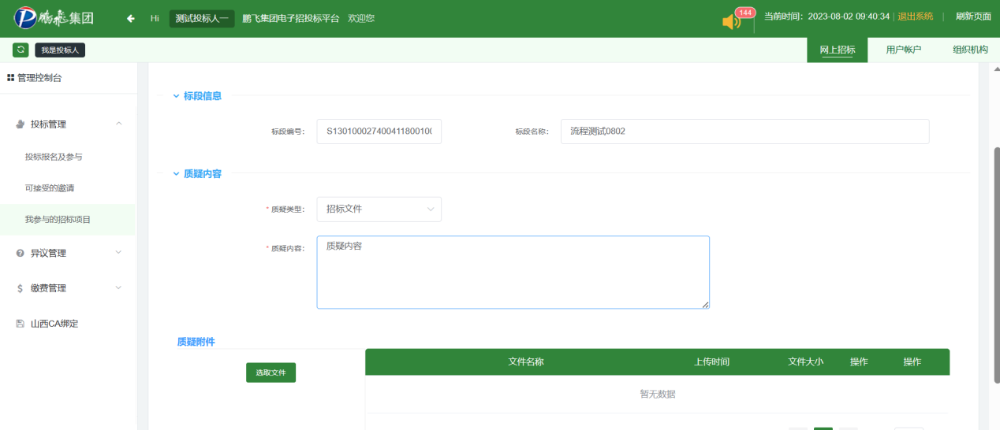 鹏飞集团
Hi 测试投标人一 鹏飞集团电子招投标平台 欢迎您
144
当前时间：2023-08-02 09:40:34 | 退出系统 | 刷新页面
我是投标人
网上招标 用户帐户 组织机构
管理控制台
投标管理
投标报名及参与
可接受的邀请
我参与的招标项目
异议管理
缴费管理
山西CA绑定
标段信息
标段编号： S130100027400411800100
标段名称： 流程测试0802
质疑内容
* 质疑类型： 招标文件
* 质疑内容： 质疑内容
质疑附件
选取文件
文件名称 上传时间 文件大小 操作 操作
暂无数据